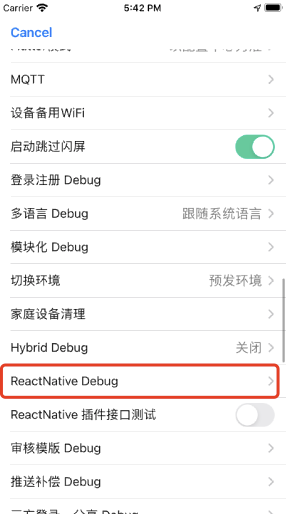 Carrier 5:42 PM
Cancel
MQTT
设备备用WiFi
启动跳过闪屏
登录注册 Debug
多语言 Debug 跟随系统语言
模块化 Debug
切换环境 预发环境
家庭设备清理
Hybrid Debug 关闭
ReactNative Debug
ReactNative 插件接口测试
审核模版 Debug
推送补偿 Debug